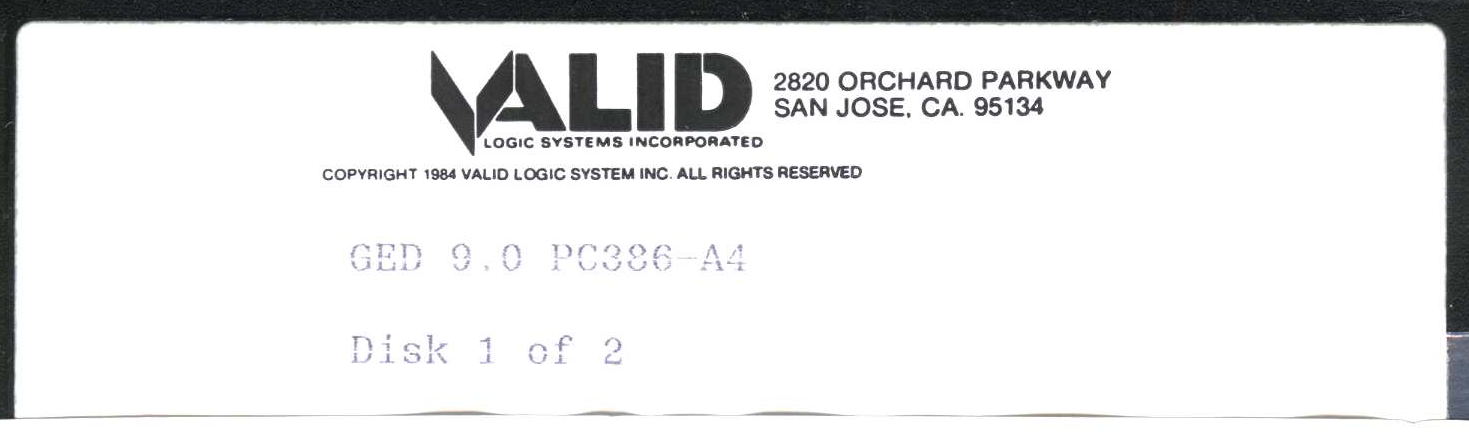 VALID
LOGIC SYSTEMS INCORPORATED
2820 ORCHARD PARKWAY
SAN JOSE, CA. 95134
COPYRIGHT 1984 VALID LOGIC SYSTEM INC. ALL RIGHTS RESERVED
GED 9.0 PC386-A4
Disk 1 of 2